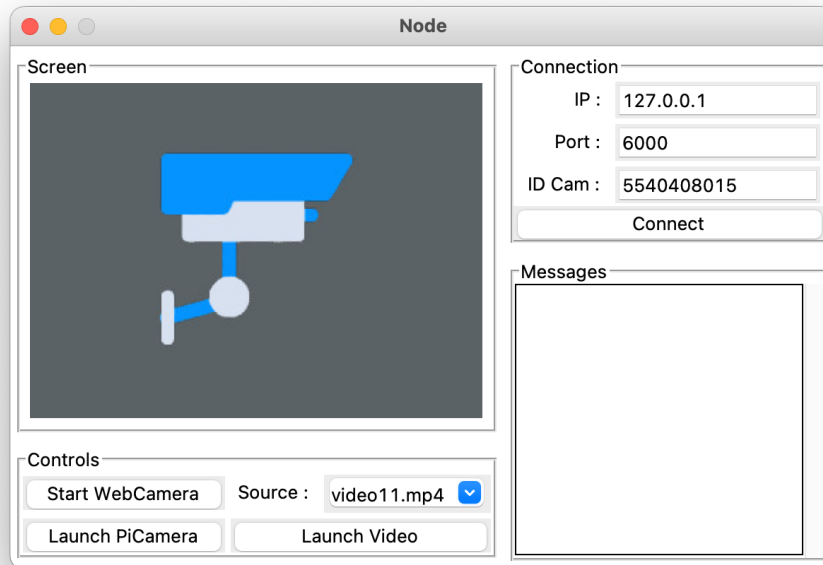 Node
Screen
Connection
IP :
127.0.0.1
Port :
6000
ID Cam :
5540408015
Connect
Messages
Controls
Start WebCamera
Source :
video11.mp4
Launch PiCamera
Launch Video